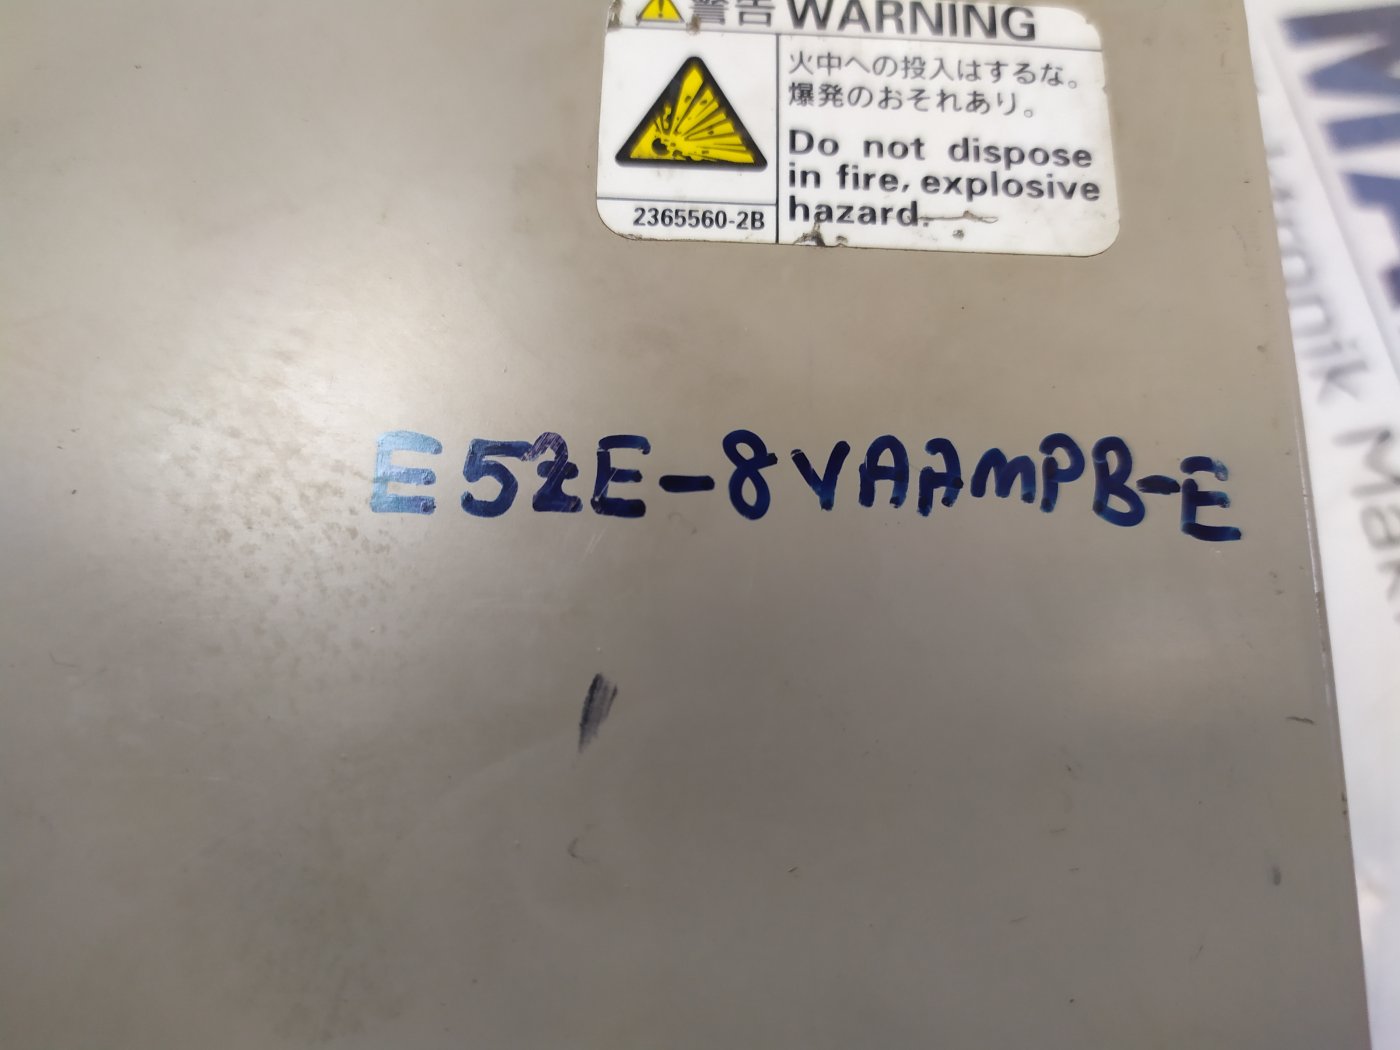 警告 WARNING
火中への投入はするな。
爆発のおそれあり。
Do not dispose
in fire, explosive
hazard.
2365560-2B
E52E-8VAAMPB-E